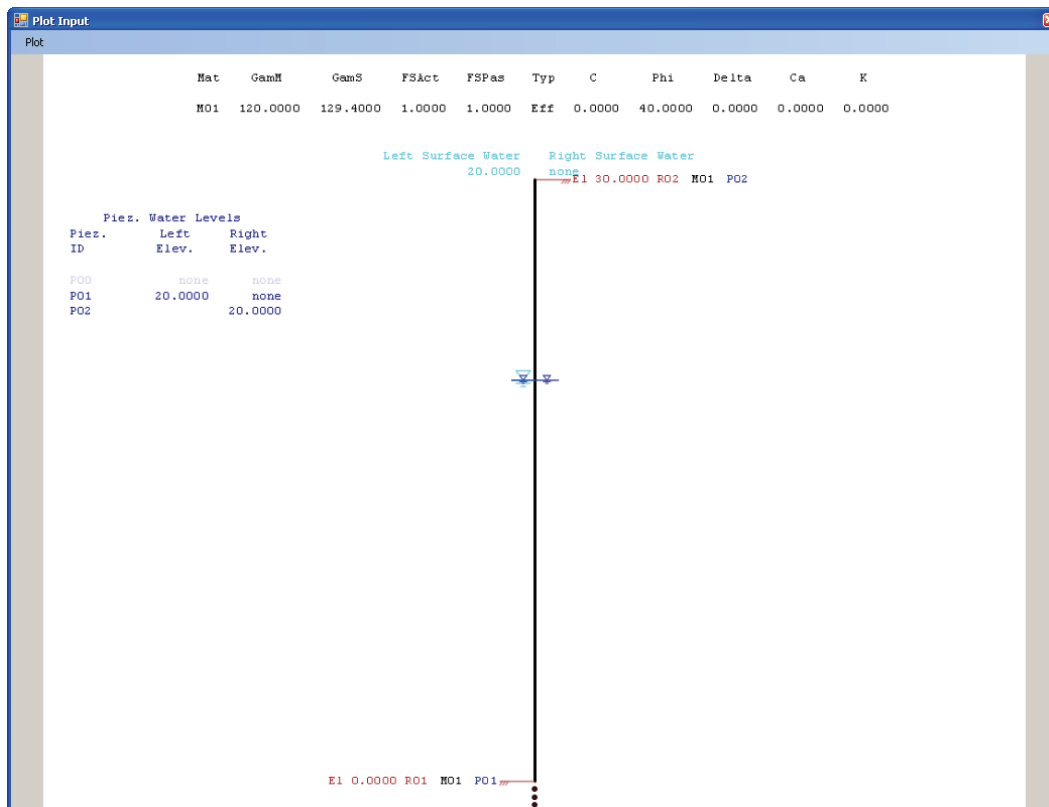 Plot Input
Plot
Mat GamM GamS FSAct FSPas Typ C Phi Delta Ca K
M01 120.0000 129.4000 1.0000 1.0000 Eff 0.0000 40.0000 0.0000 0.0000 0.0000
Left Surface Water Right Surface Water
20.0000 none
El 30.0000 R02 M01 P02
Piez. Water Levels
Piez. Left Right
ID Elev. Elev.
P00 none none
P01 20.0000 none
P02 20.0000
El 0.0000 R01 M01 P01